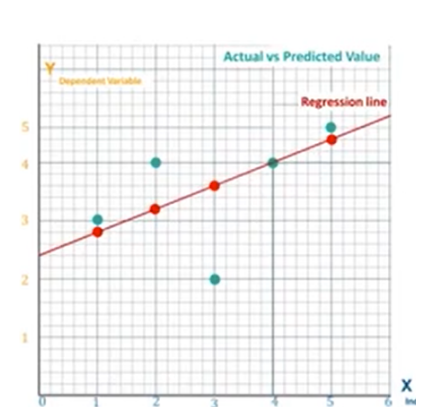 Actual vs Predicted Value
Y
Dependent Variable
Regression line
5
4
3
2
1
X
0 1 2 3 4 5 6